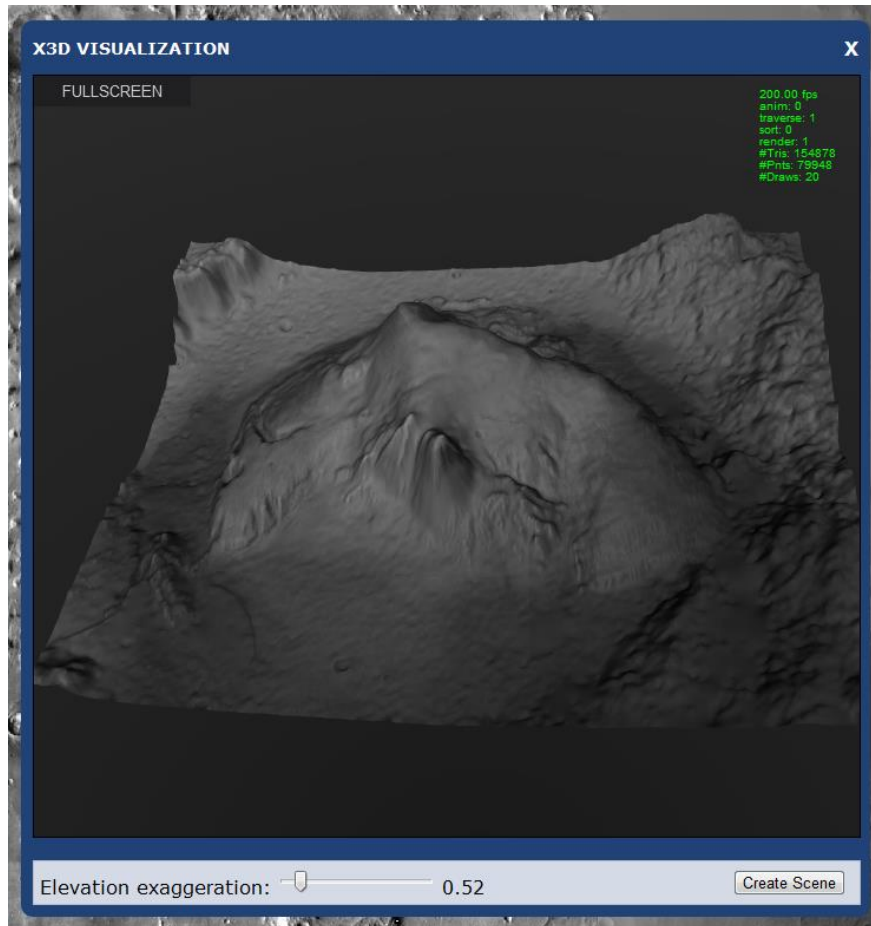 X3D VISUALIZATION X
FULLSCREEN
200.00 fps
anim: 0
traverse: 1
sort: 0
render: 1
#Tris: 154878
#Pnts: 79948
#Draws: 20
Elevation exaggeration: 0.52 Create Scene